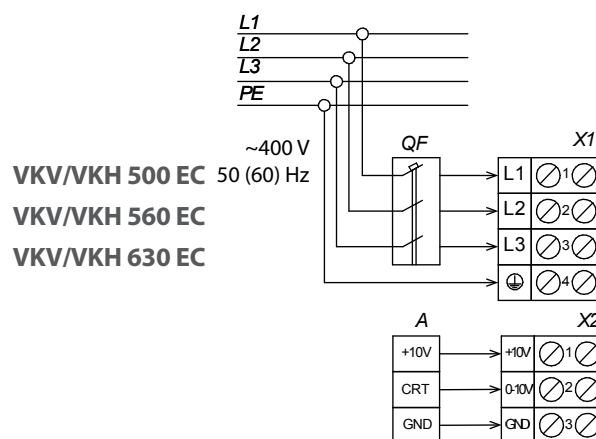 L1
L2
L3
PE
~400 V
50 (60) Hz
VKV/VKH 500 EC
VKV/VKH 560 EC
VKV/VKH 630 EC
QF
X1
L1 1
L2 2
L3 3
4
A
X2
+10V +10V 1
CRT 0-10V 2
GND GND 3